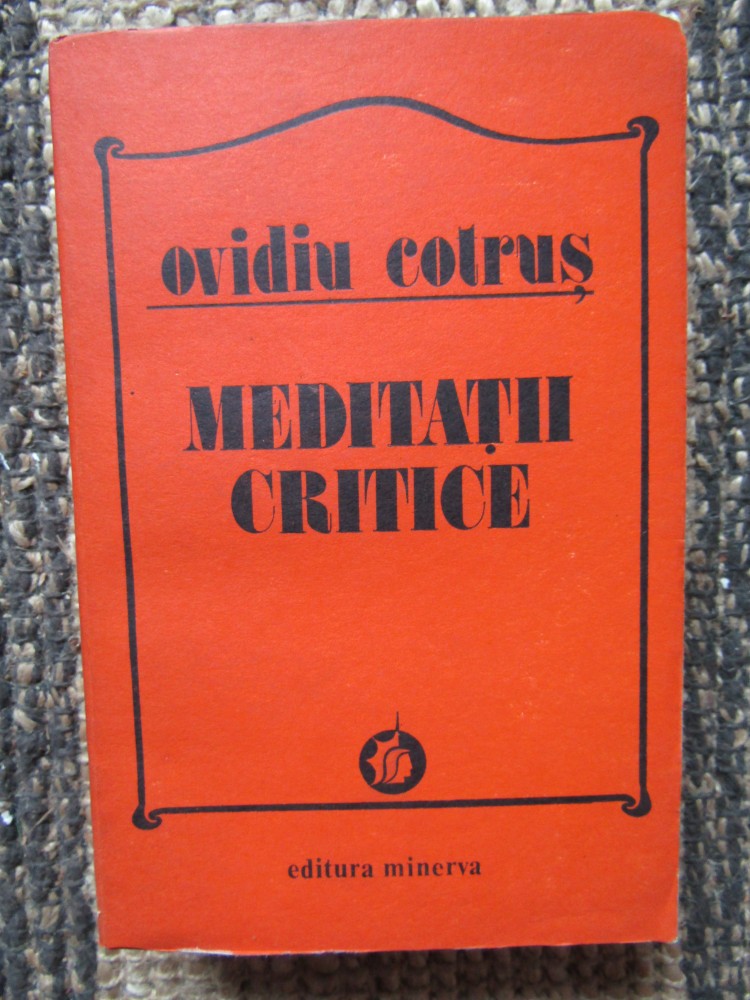 ovidiu cotruș
MEDITAȚII
CRITICE
editura minerva